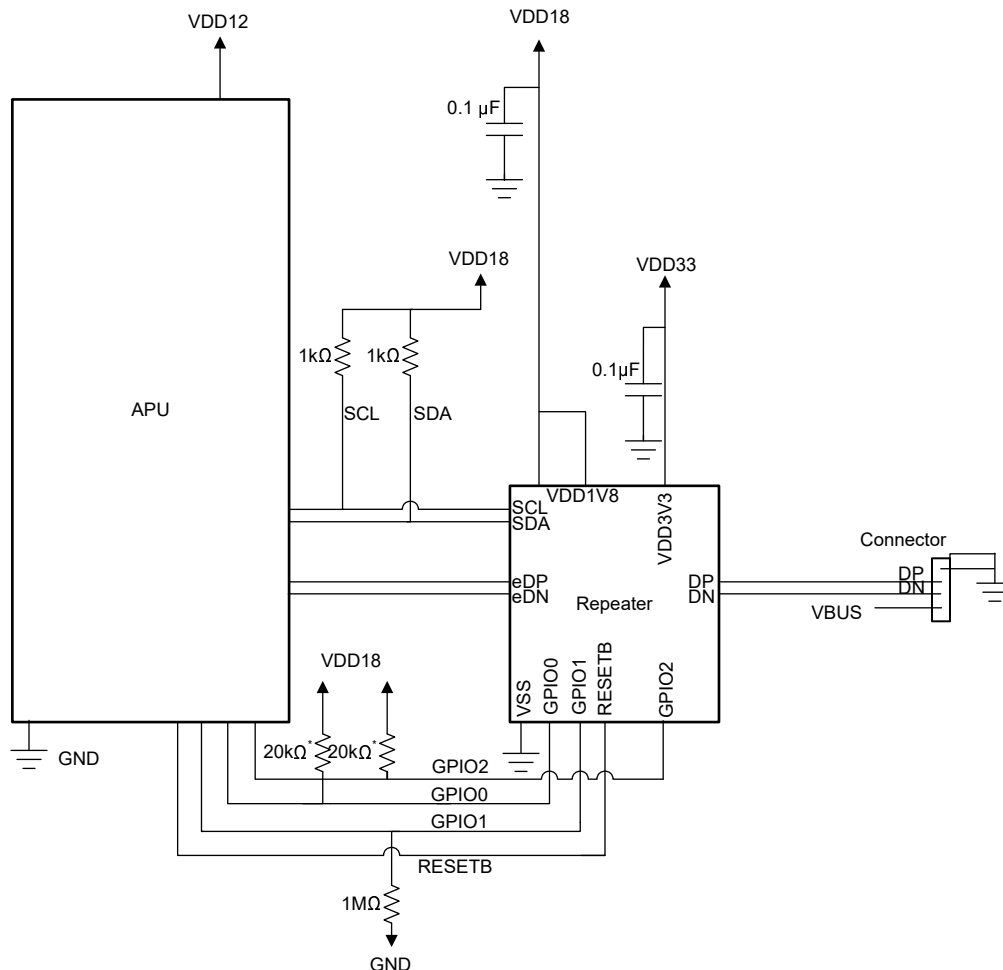 VDD12
VDD18
0.1 µF
VDD18
VDD33
1kΩ
1kΩ
0.1µF
APU
SCL
SDA
VDD1V8
VDD3V3
SCL
SDA
Connector
eDP
eDN
Repeater
DP
DN
DP
DN
VBUS
VDD18
VSS
GPIO0
GPIO1
RESETB
GPIO2
GND
20kΩ*
20kΩ*
GPIO2
GPIO0
GPIO1
RESETB
1MΩ
GND